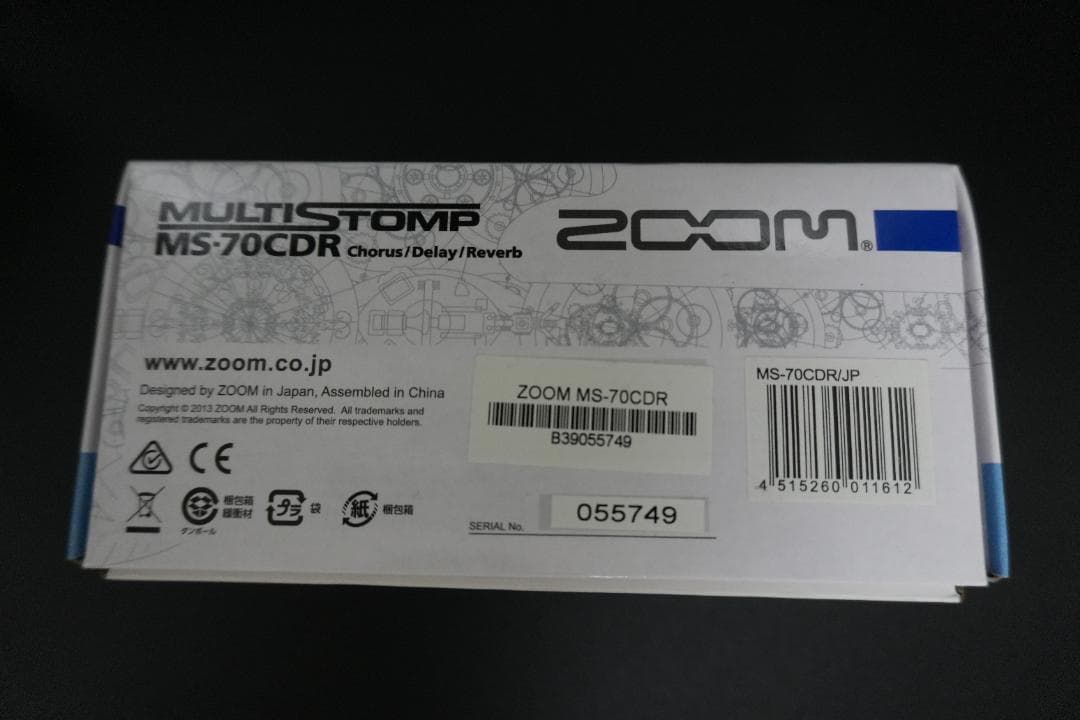 MULTISTOMP
MS-70CDR Chorus/Delay/Reverb
ZOOM®
www.zoom.co.jp
Designed by ZOOM in Japan, Assembled in China
Copyright © 2013 ZOOM All Rights Reserved. All trademarks and
registered trademarks are the property of their respective holders.
CE
梱包箱
緩衝材
ダンボール
プラ
袋
紙
梱包箱
ZOOM MS-70CDR
B39055749
SERIAL No.
055749
MS-70CDR/JP
4 515260 011612